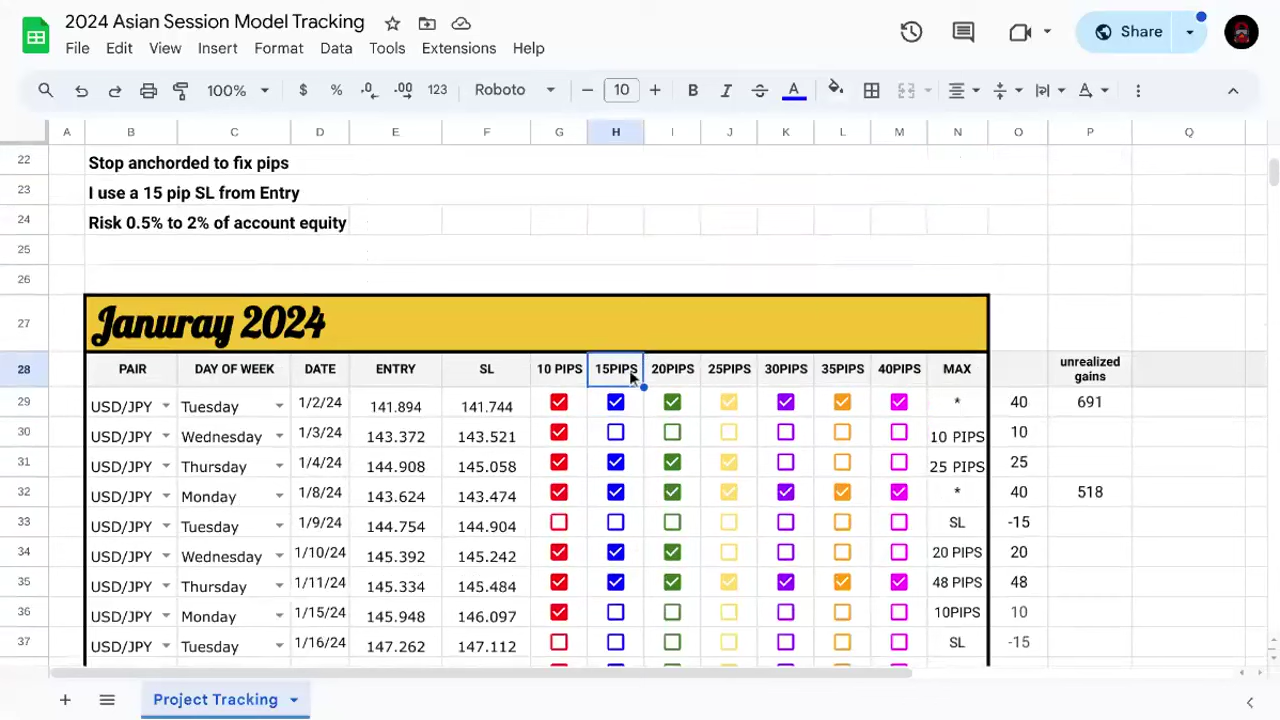 2024 Asian Session Model Tracking
File Edit View Insert Format Data Tools Extensions Help
Share
100% $ % .0 .00 123 Roboto 10 B I S A
A B C D E F G H I J K L M N O P Q
22 Stop anchorded to fix pips
23 I use a 15 pip SL from Entry
24 Risk 0.5% to 2% of account equity
25
26
27 Januray 2024
28 PAIR DAY OF WEEK DATE ENTRY SL 10 PIPS 15PIPS 20PIPS 25PIPS 30PIPS 35PIPS 40PIPS MAX unrealized gains
29 USD/JPY Tuesday 1/2/24 141.894 141.744 * 40 691
30 USD/JPY Wednesday 1/3/24 143.372 143.521 10 PIPS 10
31 USD/JPY Thursday 1/4/24 144.908 145.058 25 PIPS 25
32 USD/JPY Monday 1/8/24 143.624 143.474 * 40 518
33 USD/JPY Tuesday 1/9/24 144.754 144.904 SL -15
34 USD/JPY Wednesday 1/10/24 145.392 145.242 20 PIPS 20
35 USD/JPY Thursday 1/11/24 145.334 145.484 48 PIPS 48
36 USD/JPY Monday 1/15/24 145.948 146.097 10PIPS 10
37 USD/JPY Tuesday 1/16/24 147.262 147.112 SL -15
Project Tracking